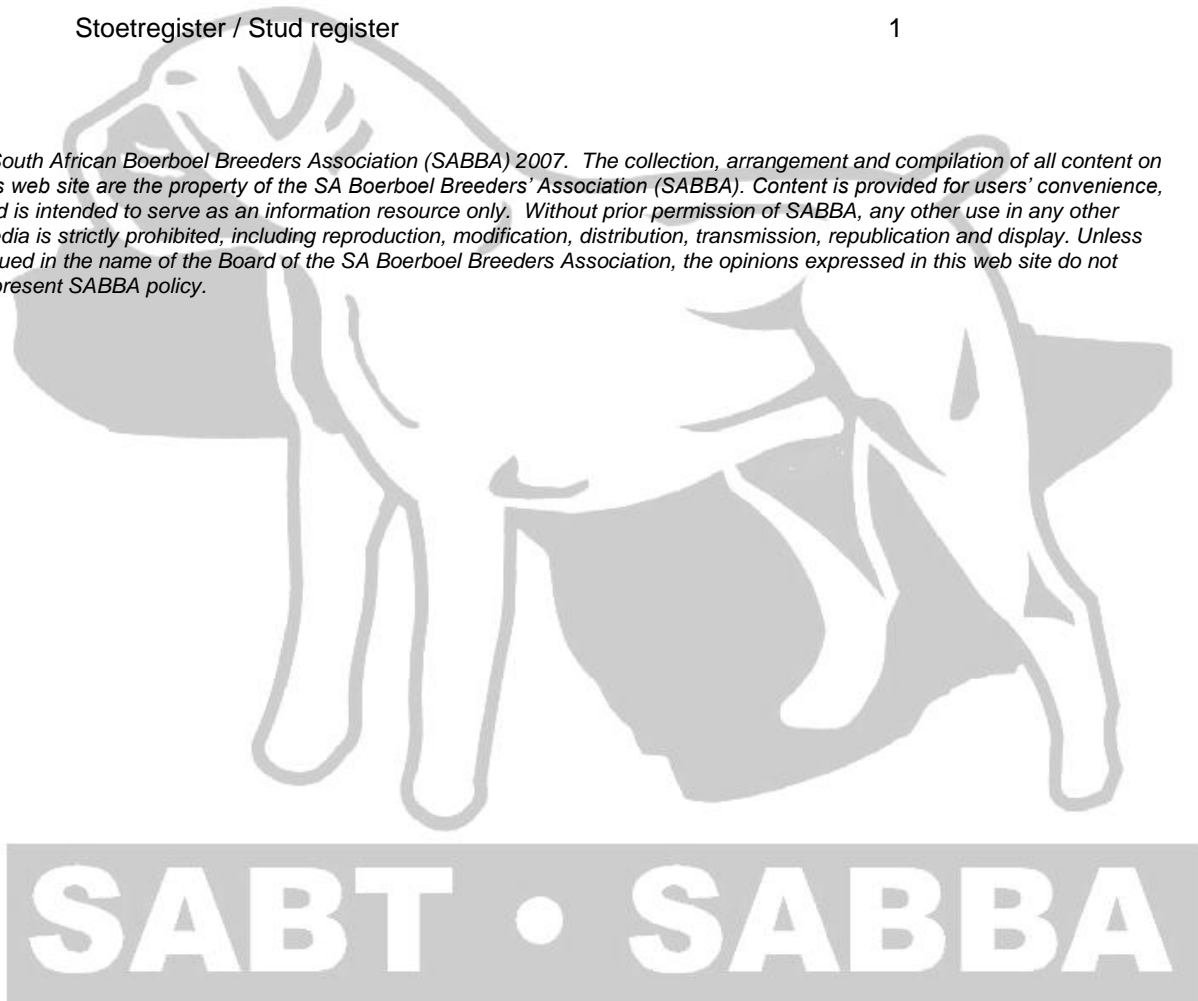 Stoetregister / Stud register 1
South African Boerboel Breeders Association (SABBA) 2007. The collection, arrangement and compilation of all content on
s web site are the property of the SA Boerboel Breeders' Association (SABBA). Content is provided for users' convenience,
d is intended to serve as an information resource only. Without prior permission of SABBA, any other use in any other
edia is strictly prohibited, including reproduction, modification, distribution, transmission, republication and display. Unless
ued in the name of the Board of the SA Boerboel Breeders Association, the opinions expressed in this web site do not
present SABBA policy.
SABT • SABBA